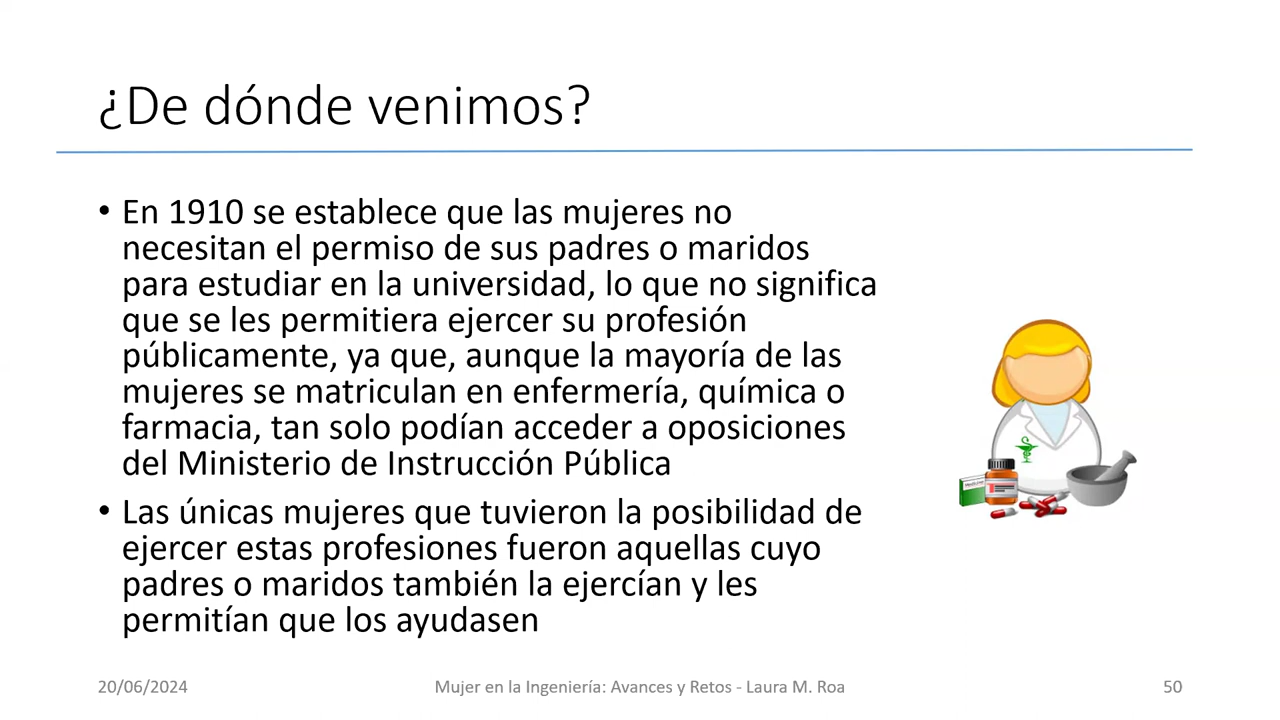 ¿De dónde venimos?
• En 1910 se establece que las mujeres no
necesitan el permiso de sus padres o maridos
para estudiar en la universidad, lo que no significa
que se les permitiera ejercer su profesión
públicamente, ya que, aunque la mayoría de las
mujeres se matriculan en enfermería, química o
farmacia, tan solo podían acceder a oposiciones
del Ministerio de Instrucción Pública
• Las únicas mujeres que tuvieron la posibilidad de
ejercer estas profesiones fueron aquellas cuyo
padres o maridos también la ejercían y les
permitían que los ayudasen
20/06/2024
Mujer en la Ingeniería: Avances y Retos - Laura M. Roa
50